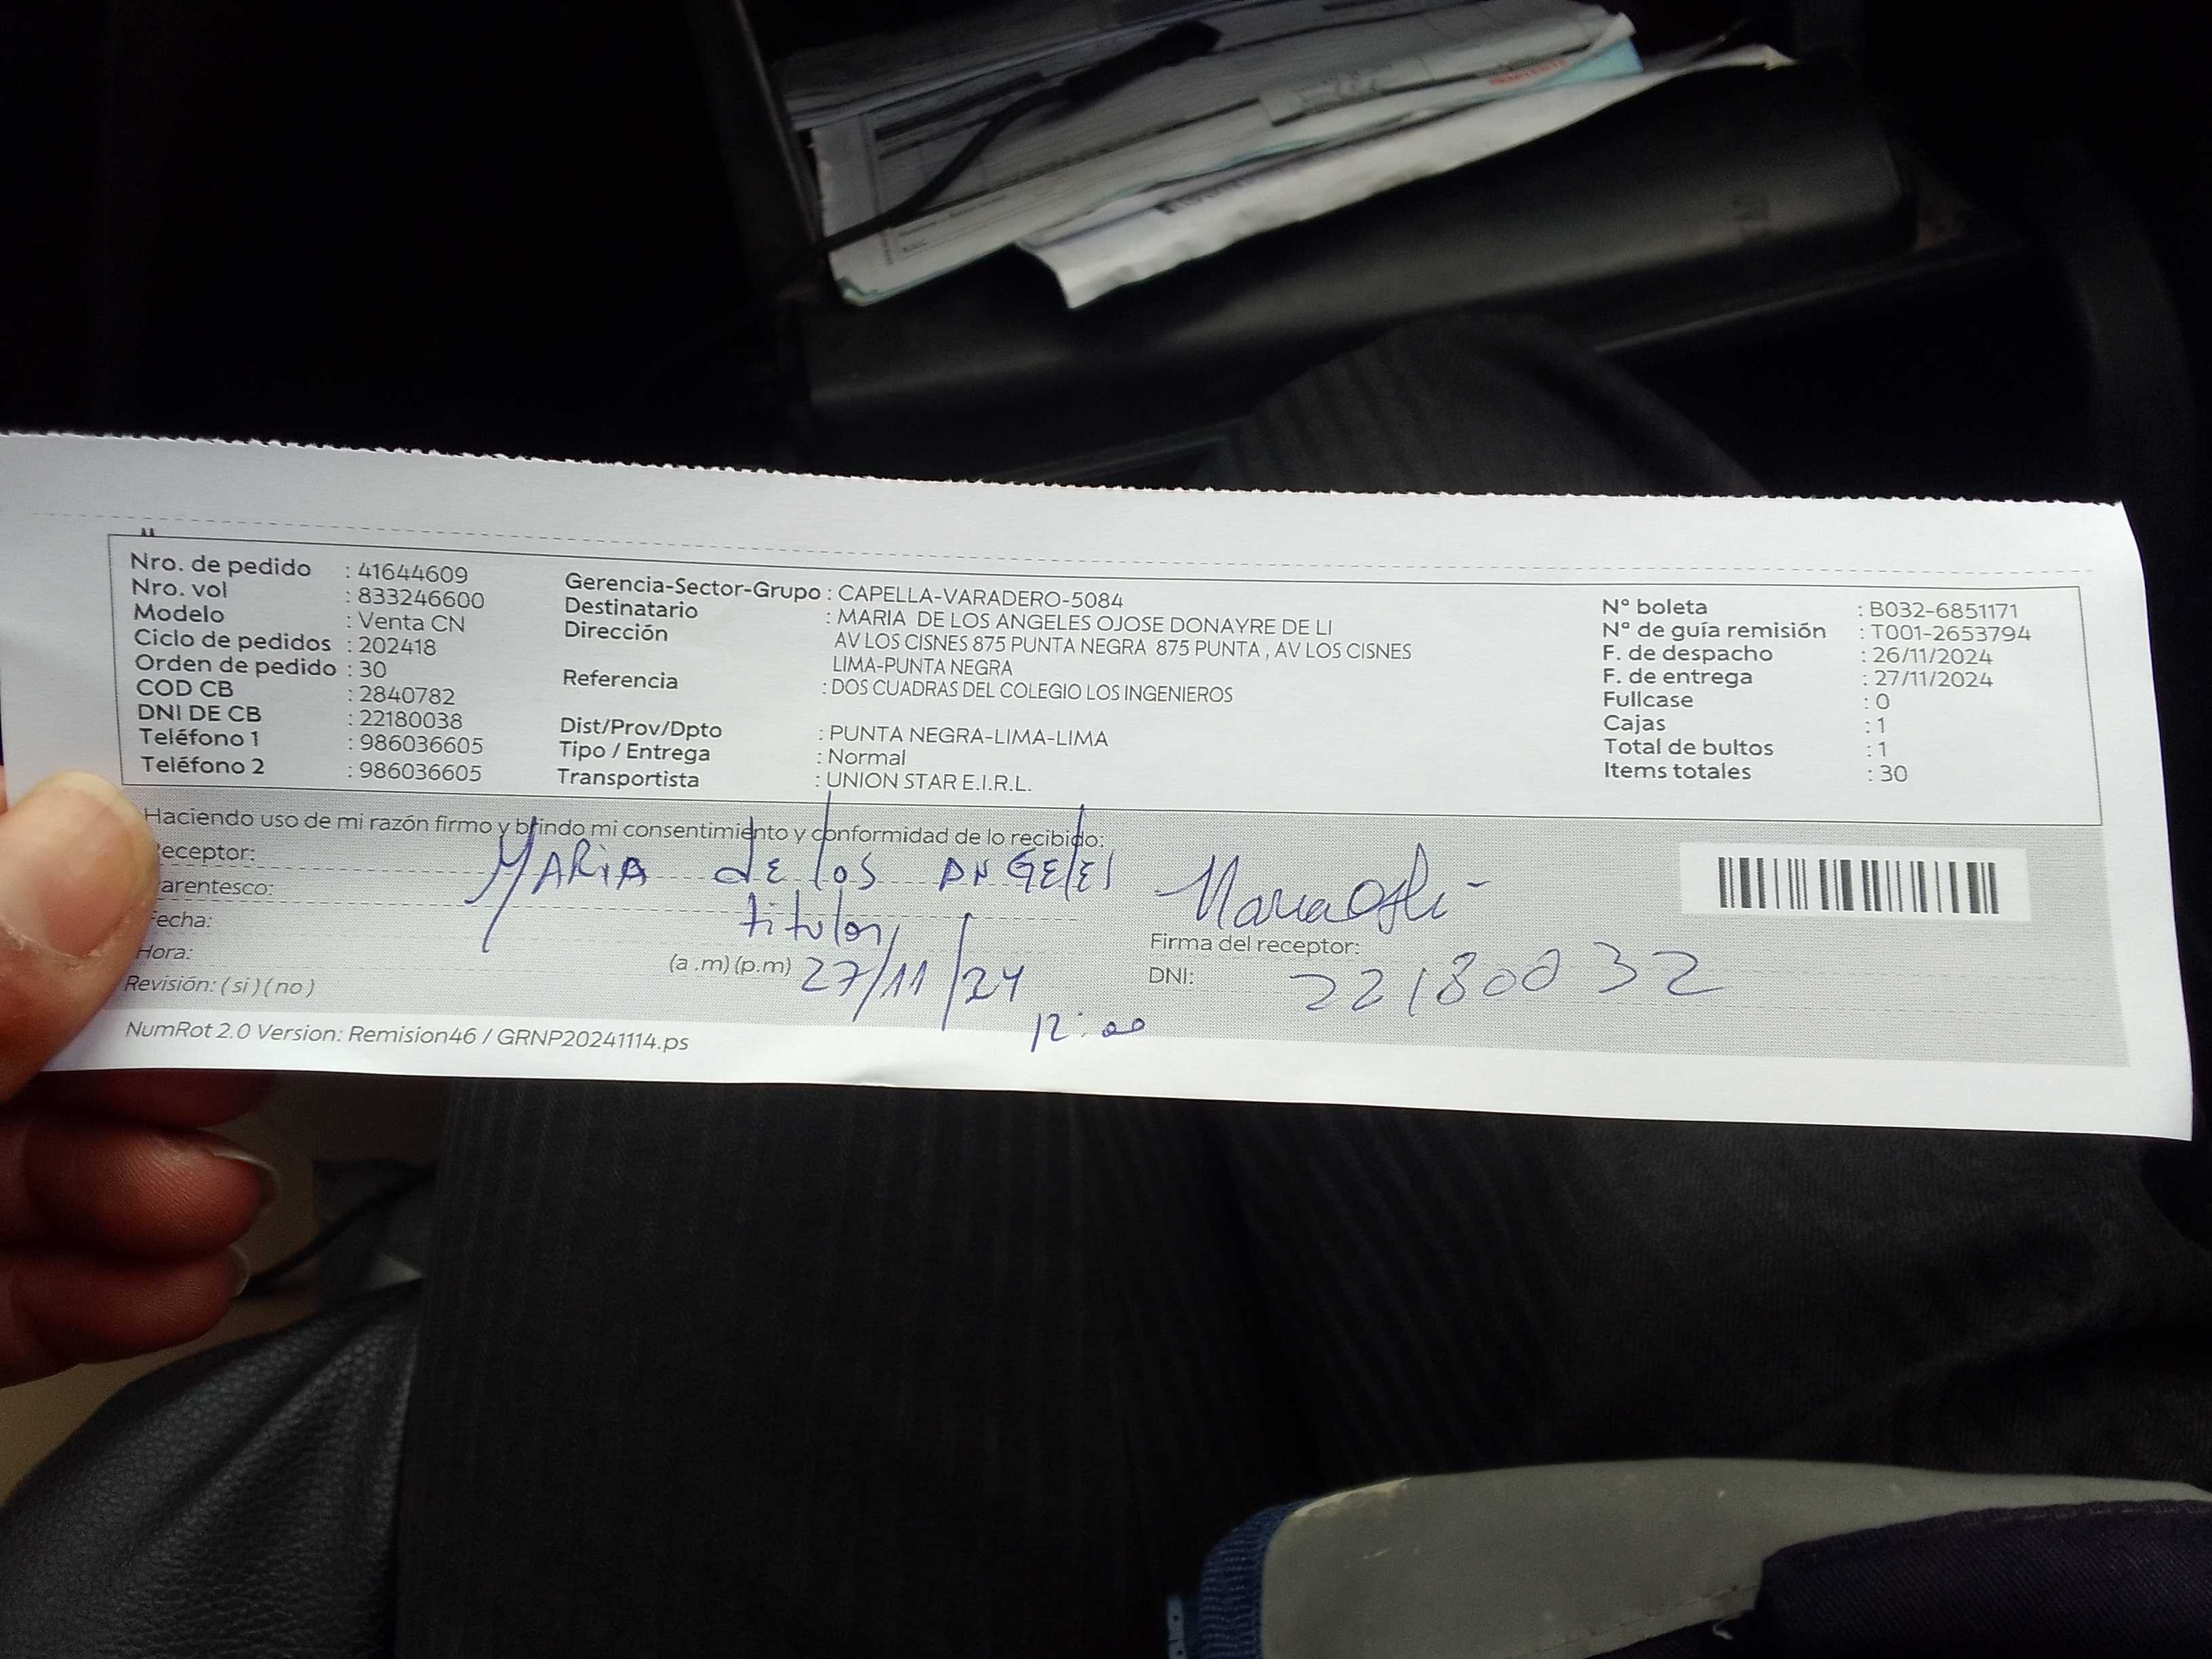 Nro. de pedido : 41644609
Nro. vol : 833246600
Modelo : Venta CN
Ciclo de pedidos : 202418
Orden de pedido : 30
COD CB : 2840782
DNI DE CB : 22180038
Teléfono 1 : 986036605
Teléfono 2 : 986036605
Gerencia-Sector-Grupo : CAPELLA-VARADERO-5084
Destinatario : MARIA DE LOS ANGELES OJOSE DONAYRE DE LI
Dirección AV LOS CISNES 875 PUNTA NEGRA 875 PUNTA , AV LOS CISNES
LIMA-PUNTA NEGRA
Referencia : DOS CUADRAS DEL COLEGIO LOS INGENIEROS
Dist/Prov/Dpto : PUNTA NEGRA-LIMA-LIMA
Tipo / Entrega : Normal
Transportista : UNION STAR E.I.R.L.
N° boleta : B032-6851171
N° de guía remisión : T001-2653794
F. de despacho : 26/11/2024
F. de entrega : 27/11/2024
Fullcase : 0
Cajas : 1
Total de bultos : 1
Items totales : 30
Haciendo uso de mi razón firmo y brindo mi consentimiento y conformidad de lo recibido:
eceptor: MARIA de los ANGELES
arentesco: titular
Fecha: 27/11/24
Hora: (a .m) (p.m) 12:00
Revisión: ( si ) ( no )
Firma del receptor:
DNI: 22180032
NumRot 2.0 Version: Remision46 / GRNP20241114.ps